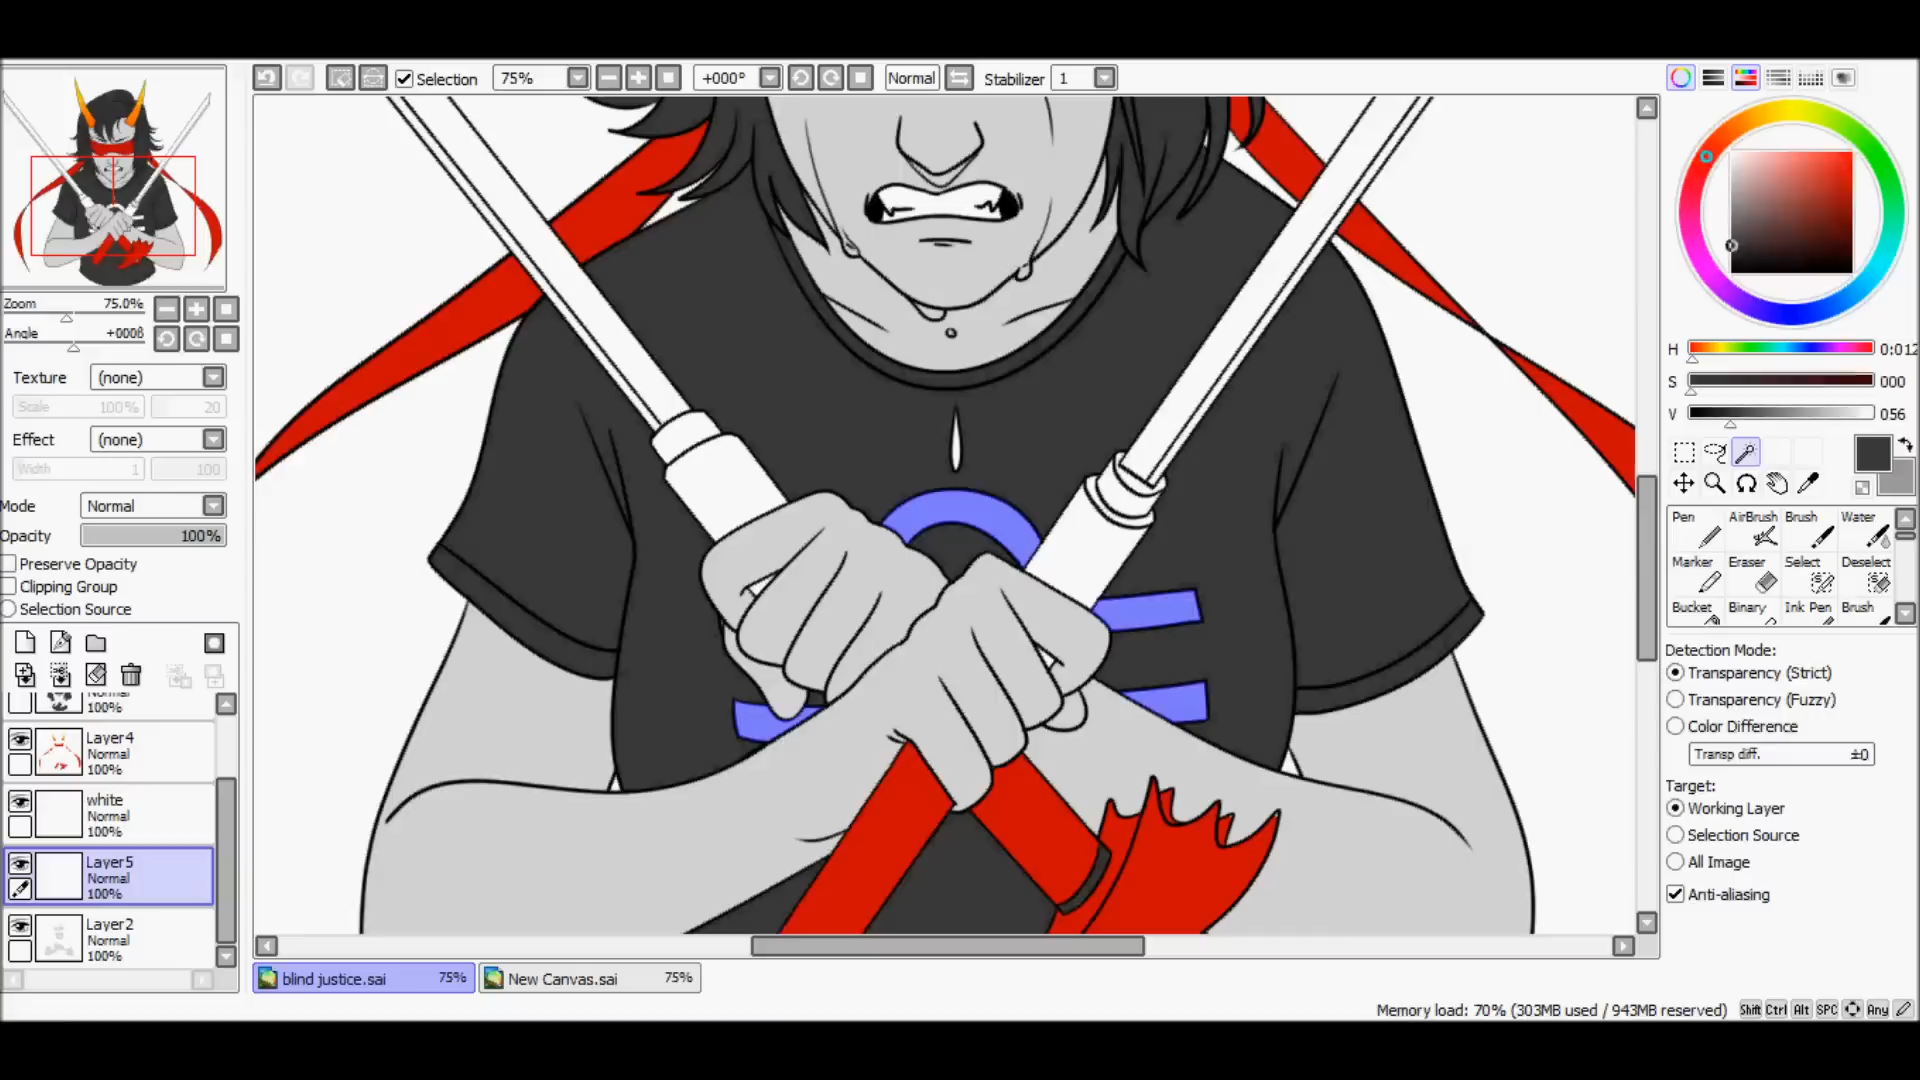 Selection
75%
+000°
Normal
Stabilizer
1
Zoom
75.0%
Angle
+000ß
Texture
(none)
Scale
100%
20
Effect
(none)
Width
1
100
Mode
Normal
Opacity
100%
Preserve Opacity
Clipping Group
Selection Source
Normal
100%
Layer4
Normal
100%
white
Normal
100%
Layer5
Normal
100%
Layer2
Normal
100%
blind justice.sai
75%
New Canvas.sai
75%
Memory load: 70% (303MB used / 943MB reserved)
Shift
Ctrl
Alt
SPC
Any
H
0:012
S
000
V
056
Pen
AirBrush
Brush
Water
Marker
Eraser
Select
Deselect
Bucket
Binary
Ink Pen
Brush
Detection Mode:
Transparency (Strict)
Transparency (Fuzzy)
Color Difference
Transp diff.
±0
Target:
Working Layer
Selection Source
All Image
Anti-aliasing